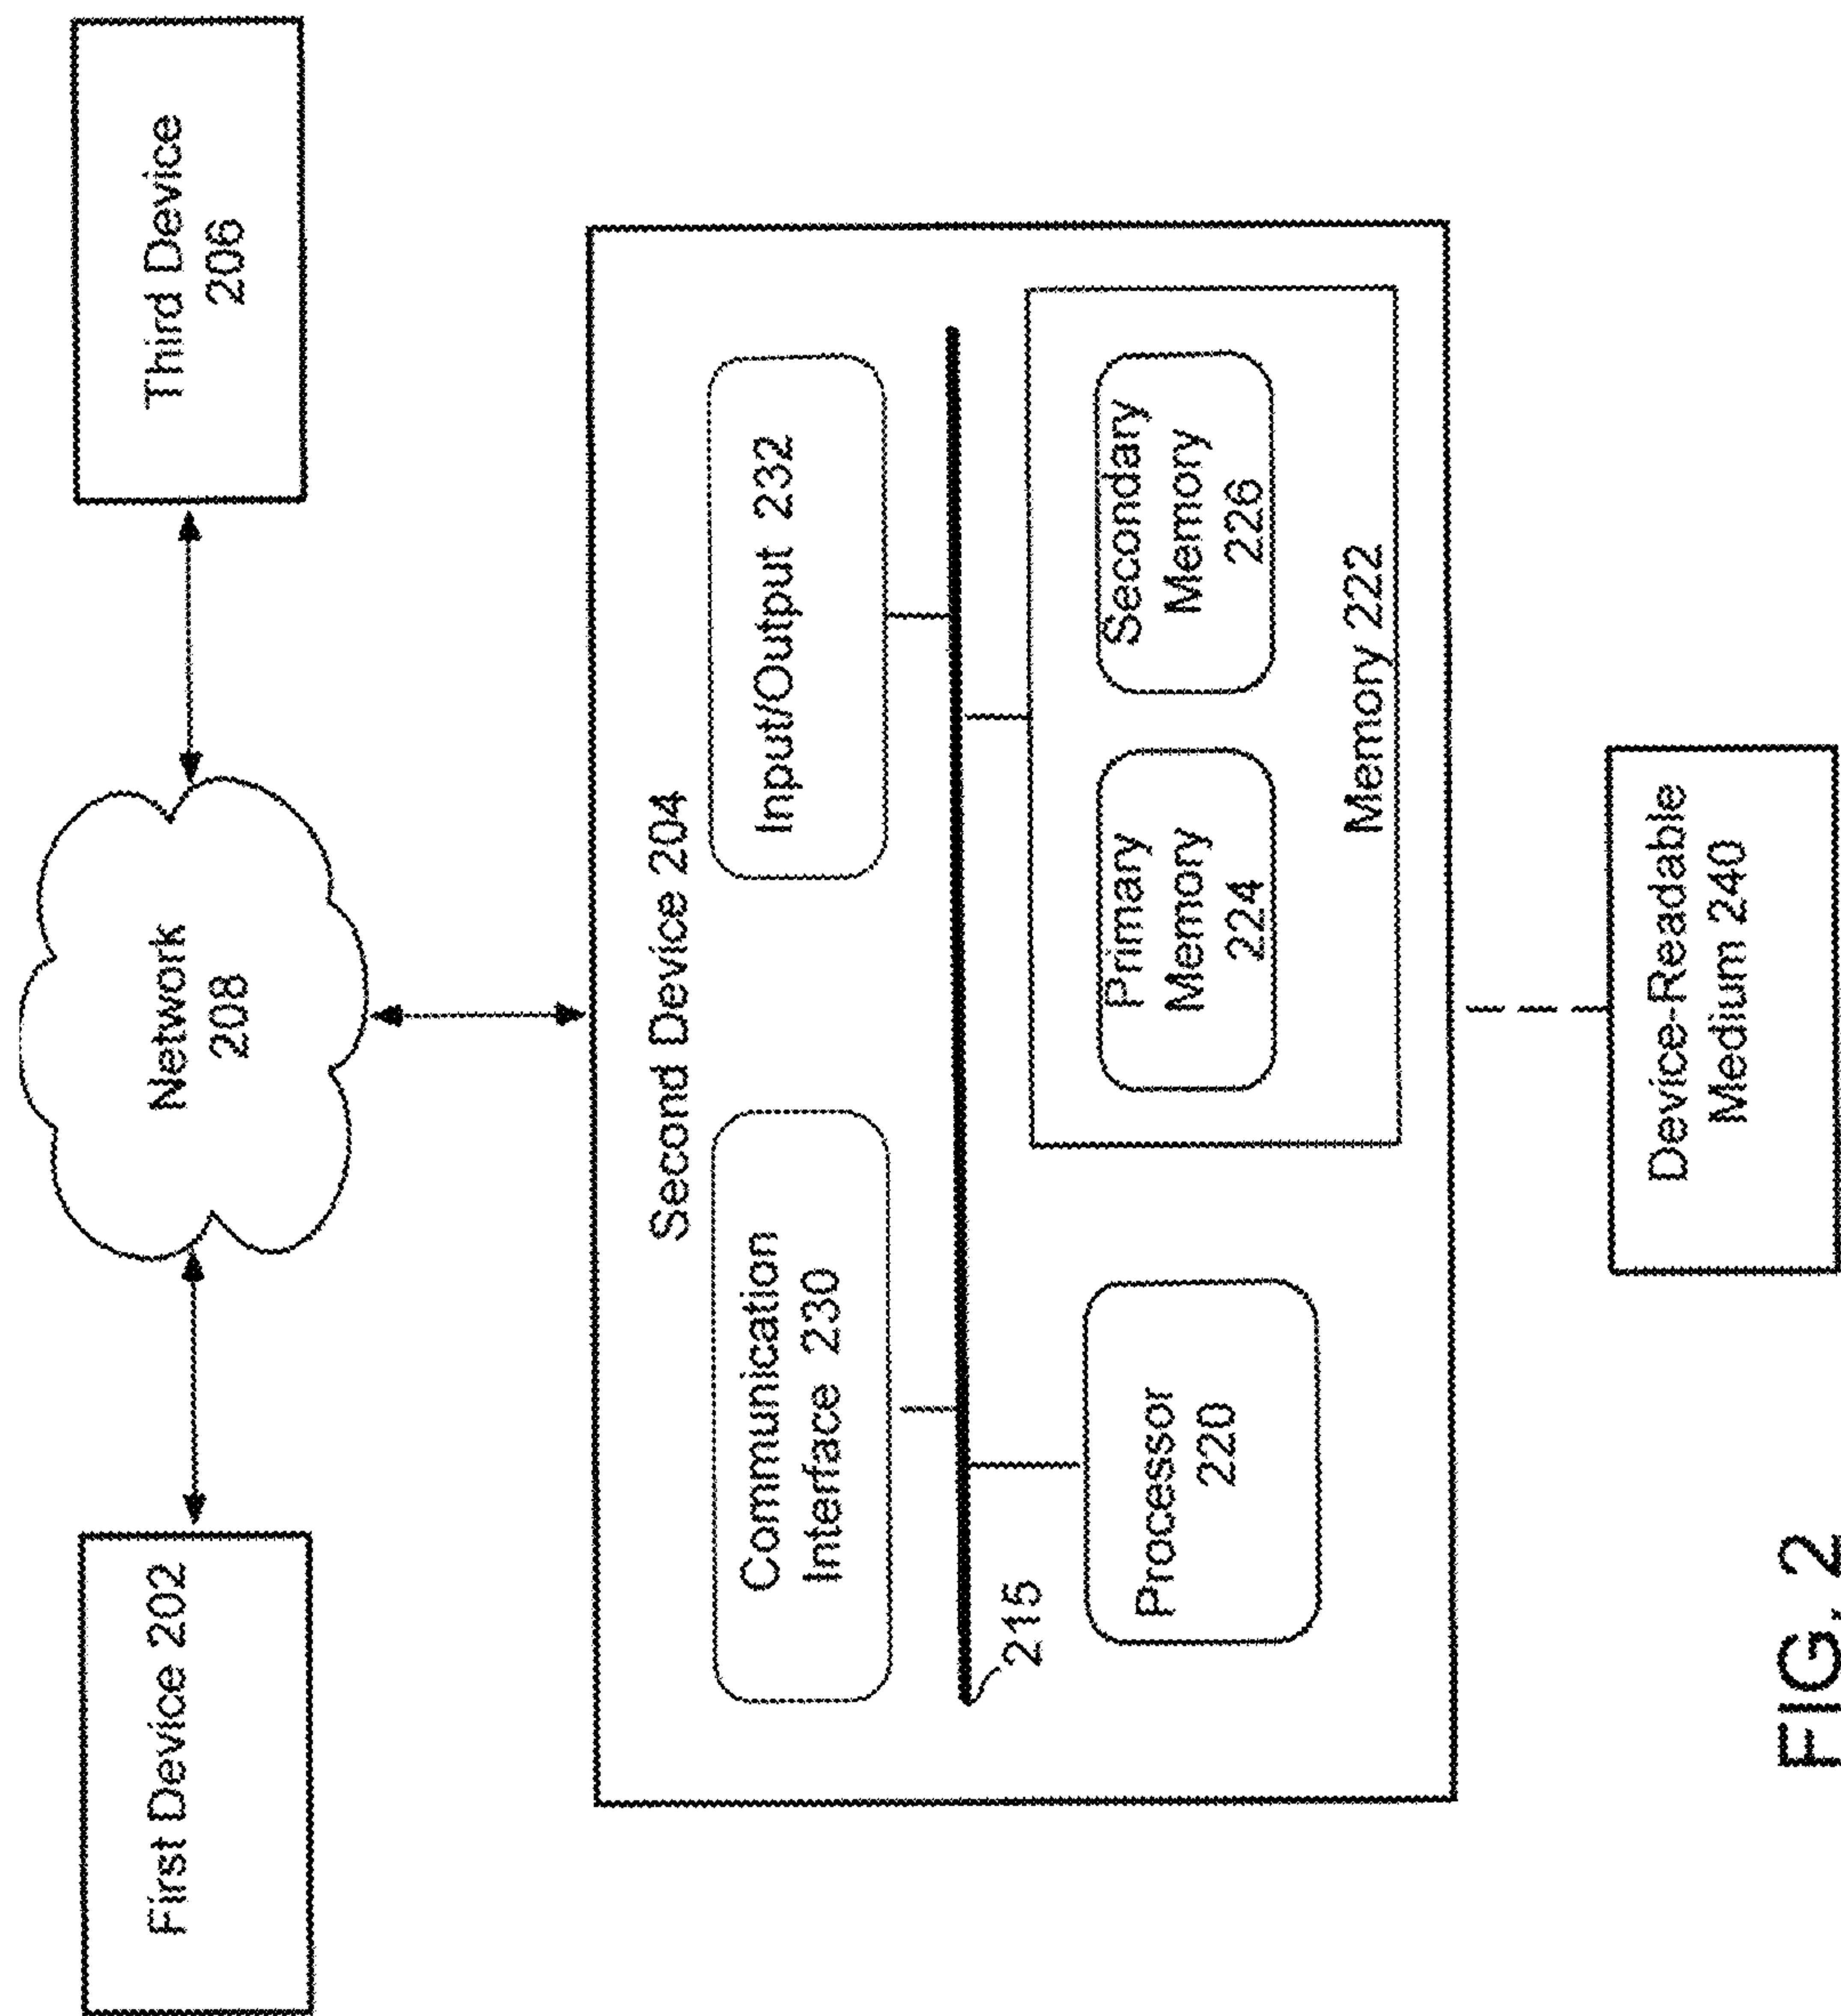 First Device 202
Network
208
Third Device
206
Second Device 204
Communication
Interface 230
Input/Output 232
215
Processor
220
Primary
Memory
224
Secondary
Memory
226
Memory 222
Device-Readable
Medium 240
FIG. 2